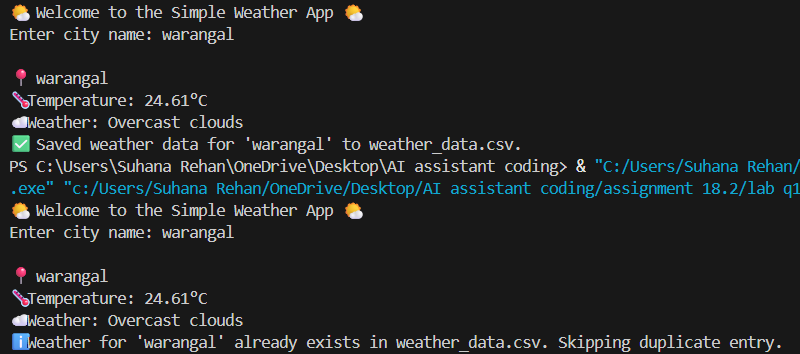 🌤️ Welcome to the Simple Weather App 🌤️
Enter city name: warangal
📍 warangal
🌡️Temperature: 24.61°C
☁️Weather: Overcast clouds
✅ Saved weather data for 'warangal' to weather_data.csv.
PS C:\Users\Suhana Rehan\OneDrive\Desktop\AI assistant coding> & "C:/Users/Suhana Rehan/
.exe" "c:/Users/Suhana Rehan/OneDrive/Desktop/AI assistant coding/assignment 18.2/lab q1
🌤️ Welcome to the Simple Weather App 🌤️
Enter city name: warangal
📍 warangal
🌡️Temperature: 24.61°C
☁️Weather: Overcast clouds
ℹ️Weather for 'warangal' already exists in weather_data.csv. Skipping duplicate entry.